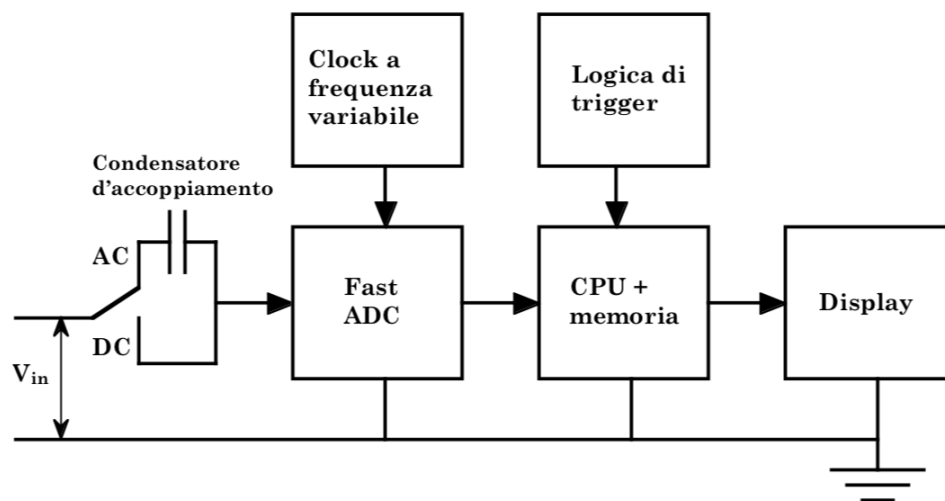 Clock a
frequenza
variabile
Logica di
trigger
Condensatore
d'accoppiamento
AC
DC
Vin
Fast
ADC
CPU +
memoria
Display